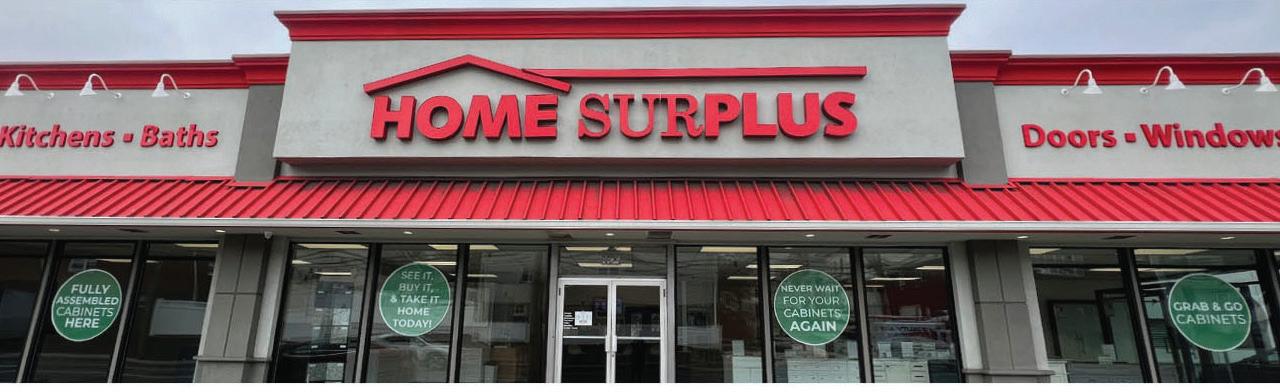 HOME SURPLUS
Kitchens - Baths
Doors - Windows
FULLY
ASSEMBLED
CABINETS
HERE
SEE IT,
BUY IT,
& TAKE IT
HOME
TODAY!
NEVER WAIT
FOR YOUR
CABINETS
AGAIN
GRAB & GO
CABINETS